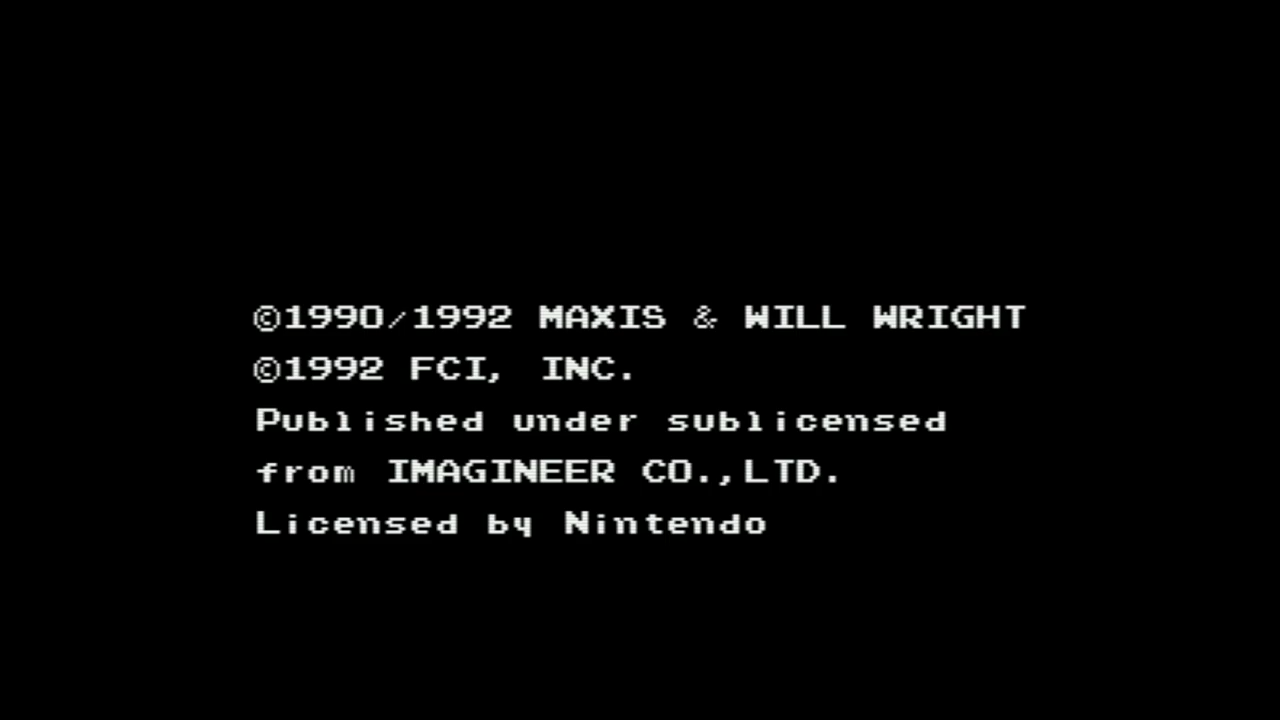 ©1990/1992 MAXIS & WILL WRIGHT
©1992 FCI, INC.
Published under sublicensed
from IMAGINEER CO.,LTD.
Licensed by Nintendo